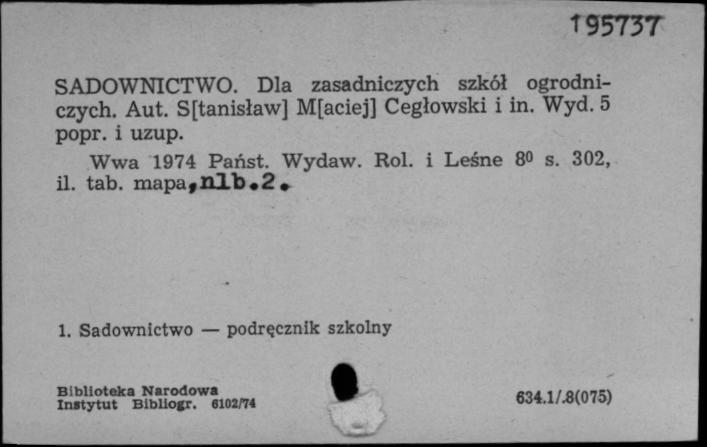 195737
SADOWNICTWO. Dla zasadniczych szkół ogrodni-
czych. Aut. S[tanisław] M[aciej] Cegłowski i in. Wyd. 5
popr. i uzup.
Wwa 1974 Państ. Wydaw. Rol. i Leśne 8⁰ s. 302,
il. tab. mapa, nlb.2.
1. Sadownictwo — podręcznik szkolny
Biblioteka Narodowa
Instytut Bibliogr. 6102/74
634.1/.8(075)